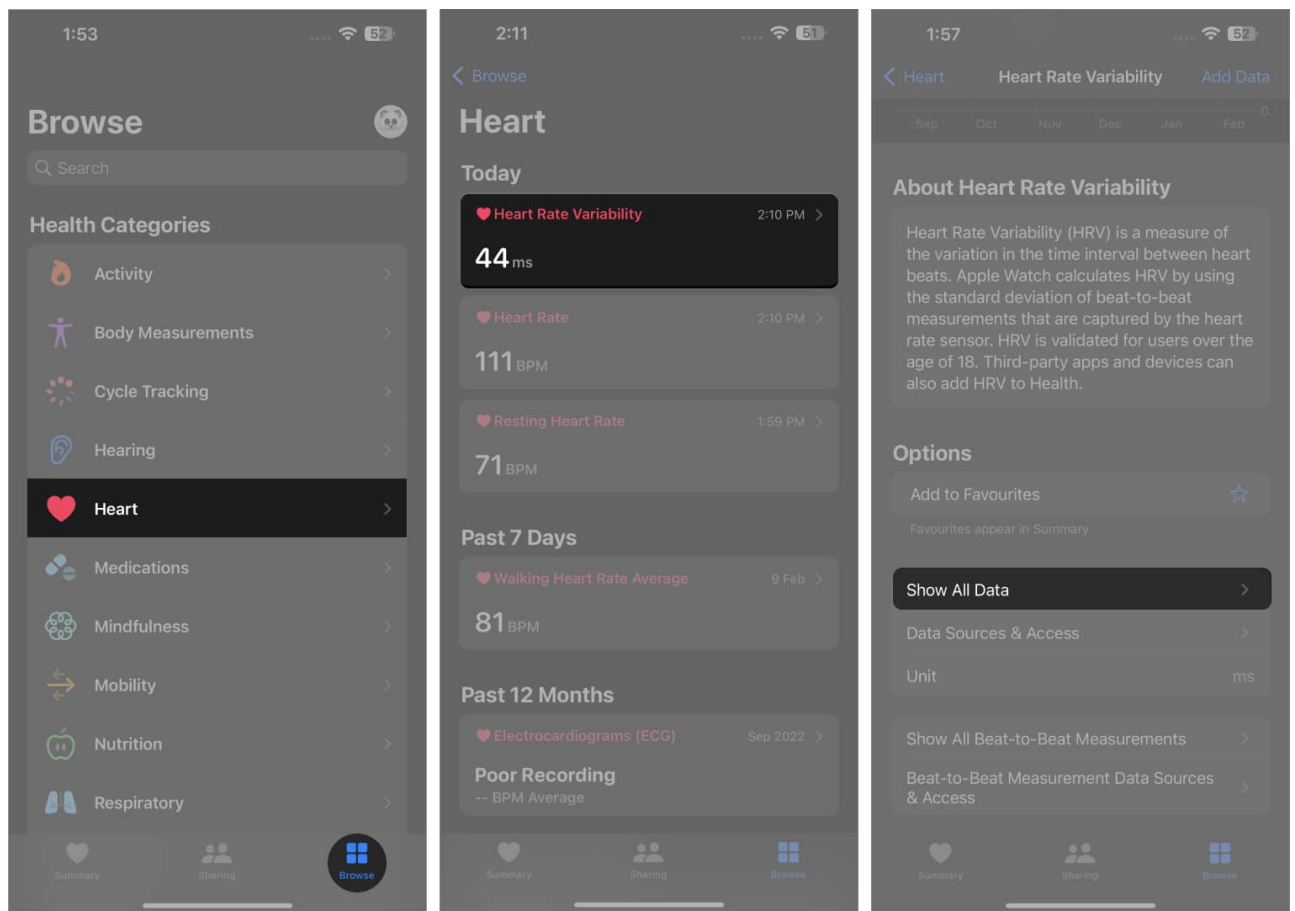 1:53
52
Browse
Search
Health Categories
Activity
Body Measurements
Cycle Tracking
Hearing
Heart
Medications
Mindfulness
Mobility
Nutrition
Respiratory
Summary
Sharing
Browse
2:11
51
Browse
Heart
Today
Heart Rate Variability 2:10 PM
44 ms
Heart Rate 2:10 PM
111 BPM
Resting Heart Rate 1:59 PM
71 BPM
Past 7 Days
Walking Heart Rate Average 9 Feb
81 BPM
Past 12 Months
Electrocardiograms (ECG) Sep 2022
Poor Recording
-- BPM Average
Summary
Sharing
Browse
1:57
52
Heart Heart Rate Variability Add Data
0
Sep Oct Nov Dec Jan Feb
About Heart Rate Variability
Heart Rate Variability (HRV) is a measure of
the variation in the time interval between heart
beats. Apple Watch calculates HRV by using
the standard deviation of beat-to-beat
measurements that are captured by the heart
rate sensor. HRV is validated for users over the
age of 18. Third-party apps and devices can
also add HRV to Health.
Options
Add to Favourites
Favourites appear in Summary.
Show All Data
Data Sources & Access
Unit ms
Show All Beat-to-Beat Measurements
Beat-to-Beat Measurement Data Sources
& Access
Summary
Sharing
Browse